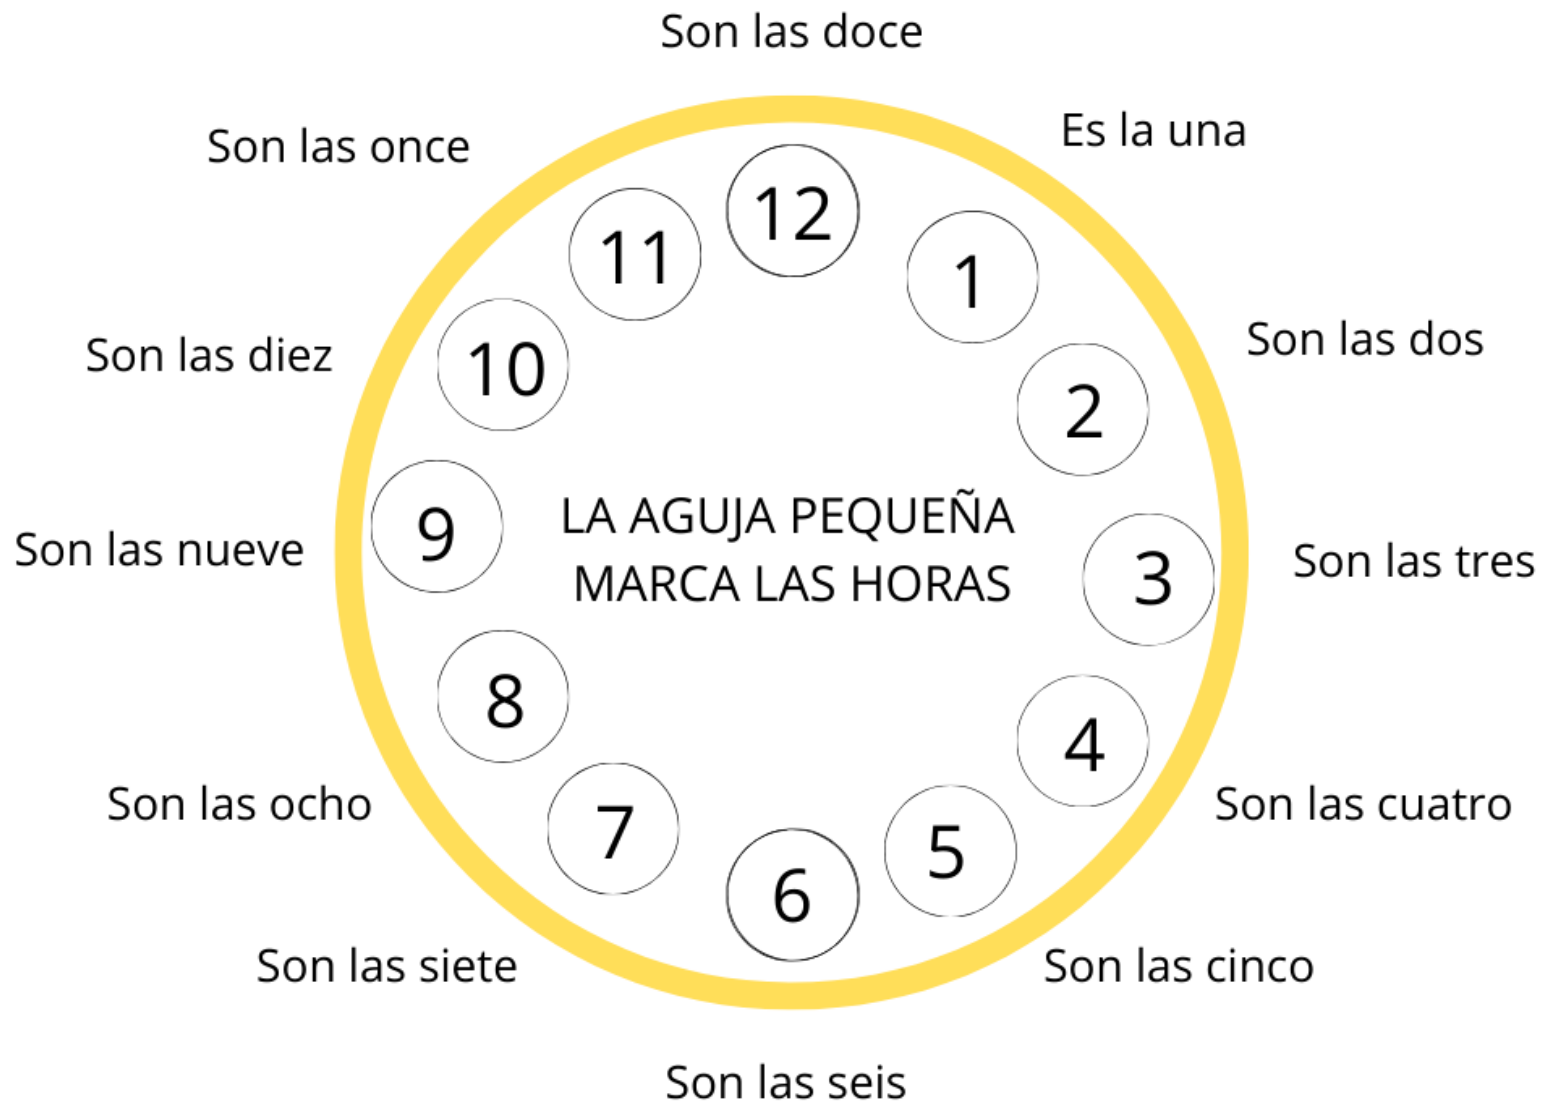 Son las doce
Es la una
Son las once
12
11
1
Son las dos
Son las diez
10
2
LA AGUJA PEQUEÑA
9
Son las nueve
Son las tres
3
MARCA LAS HORAS
8
4
Son las ocho
Son las cuatro
7
5
6
Son las siete
Son las cinco
Son las seis